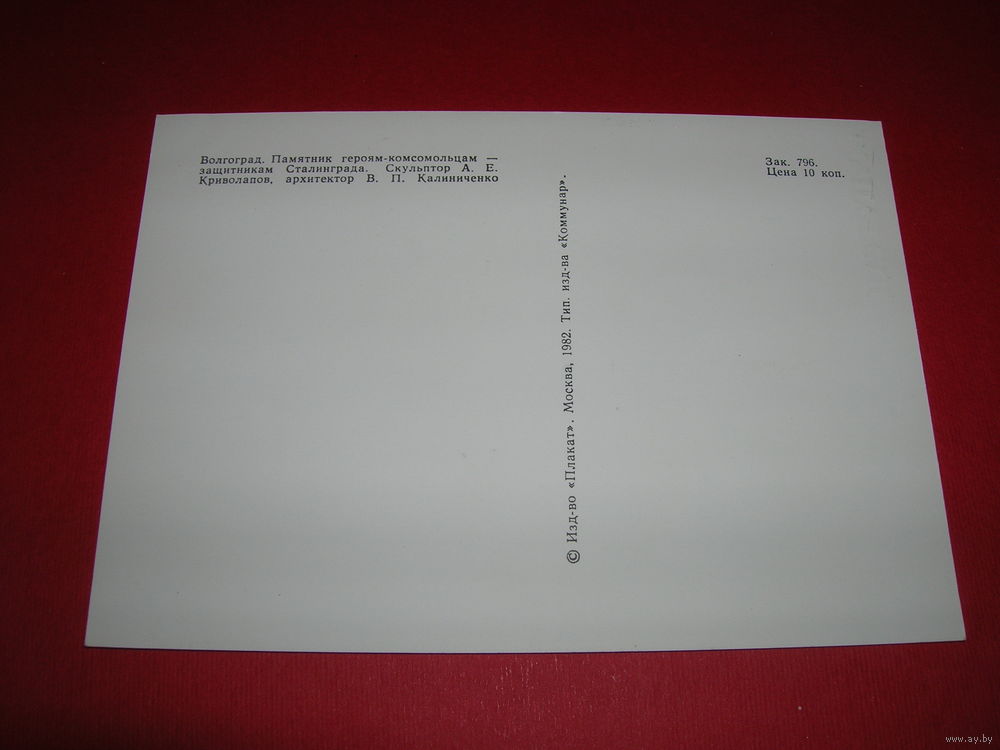 Волгоград. Памятник героям-комсомольцам —
защитникам Сталинграда. Скульптор А. Е.
Криволапов, архитектор В. П. Калиниченко
© Изд-во «Плакат». Москва, 1982. Тип. изд-ва «Коммунар».
Зак. 796.
Цена 10 коп.
www.ay.by